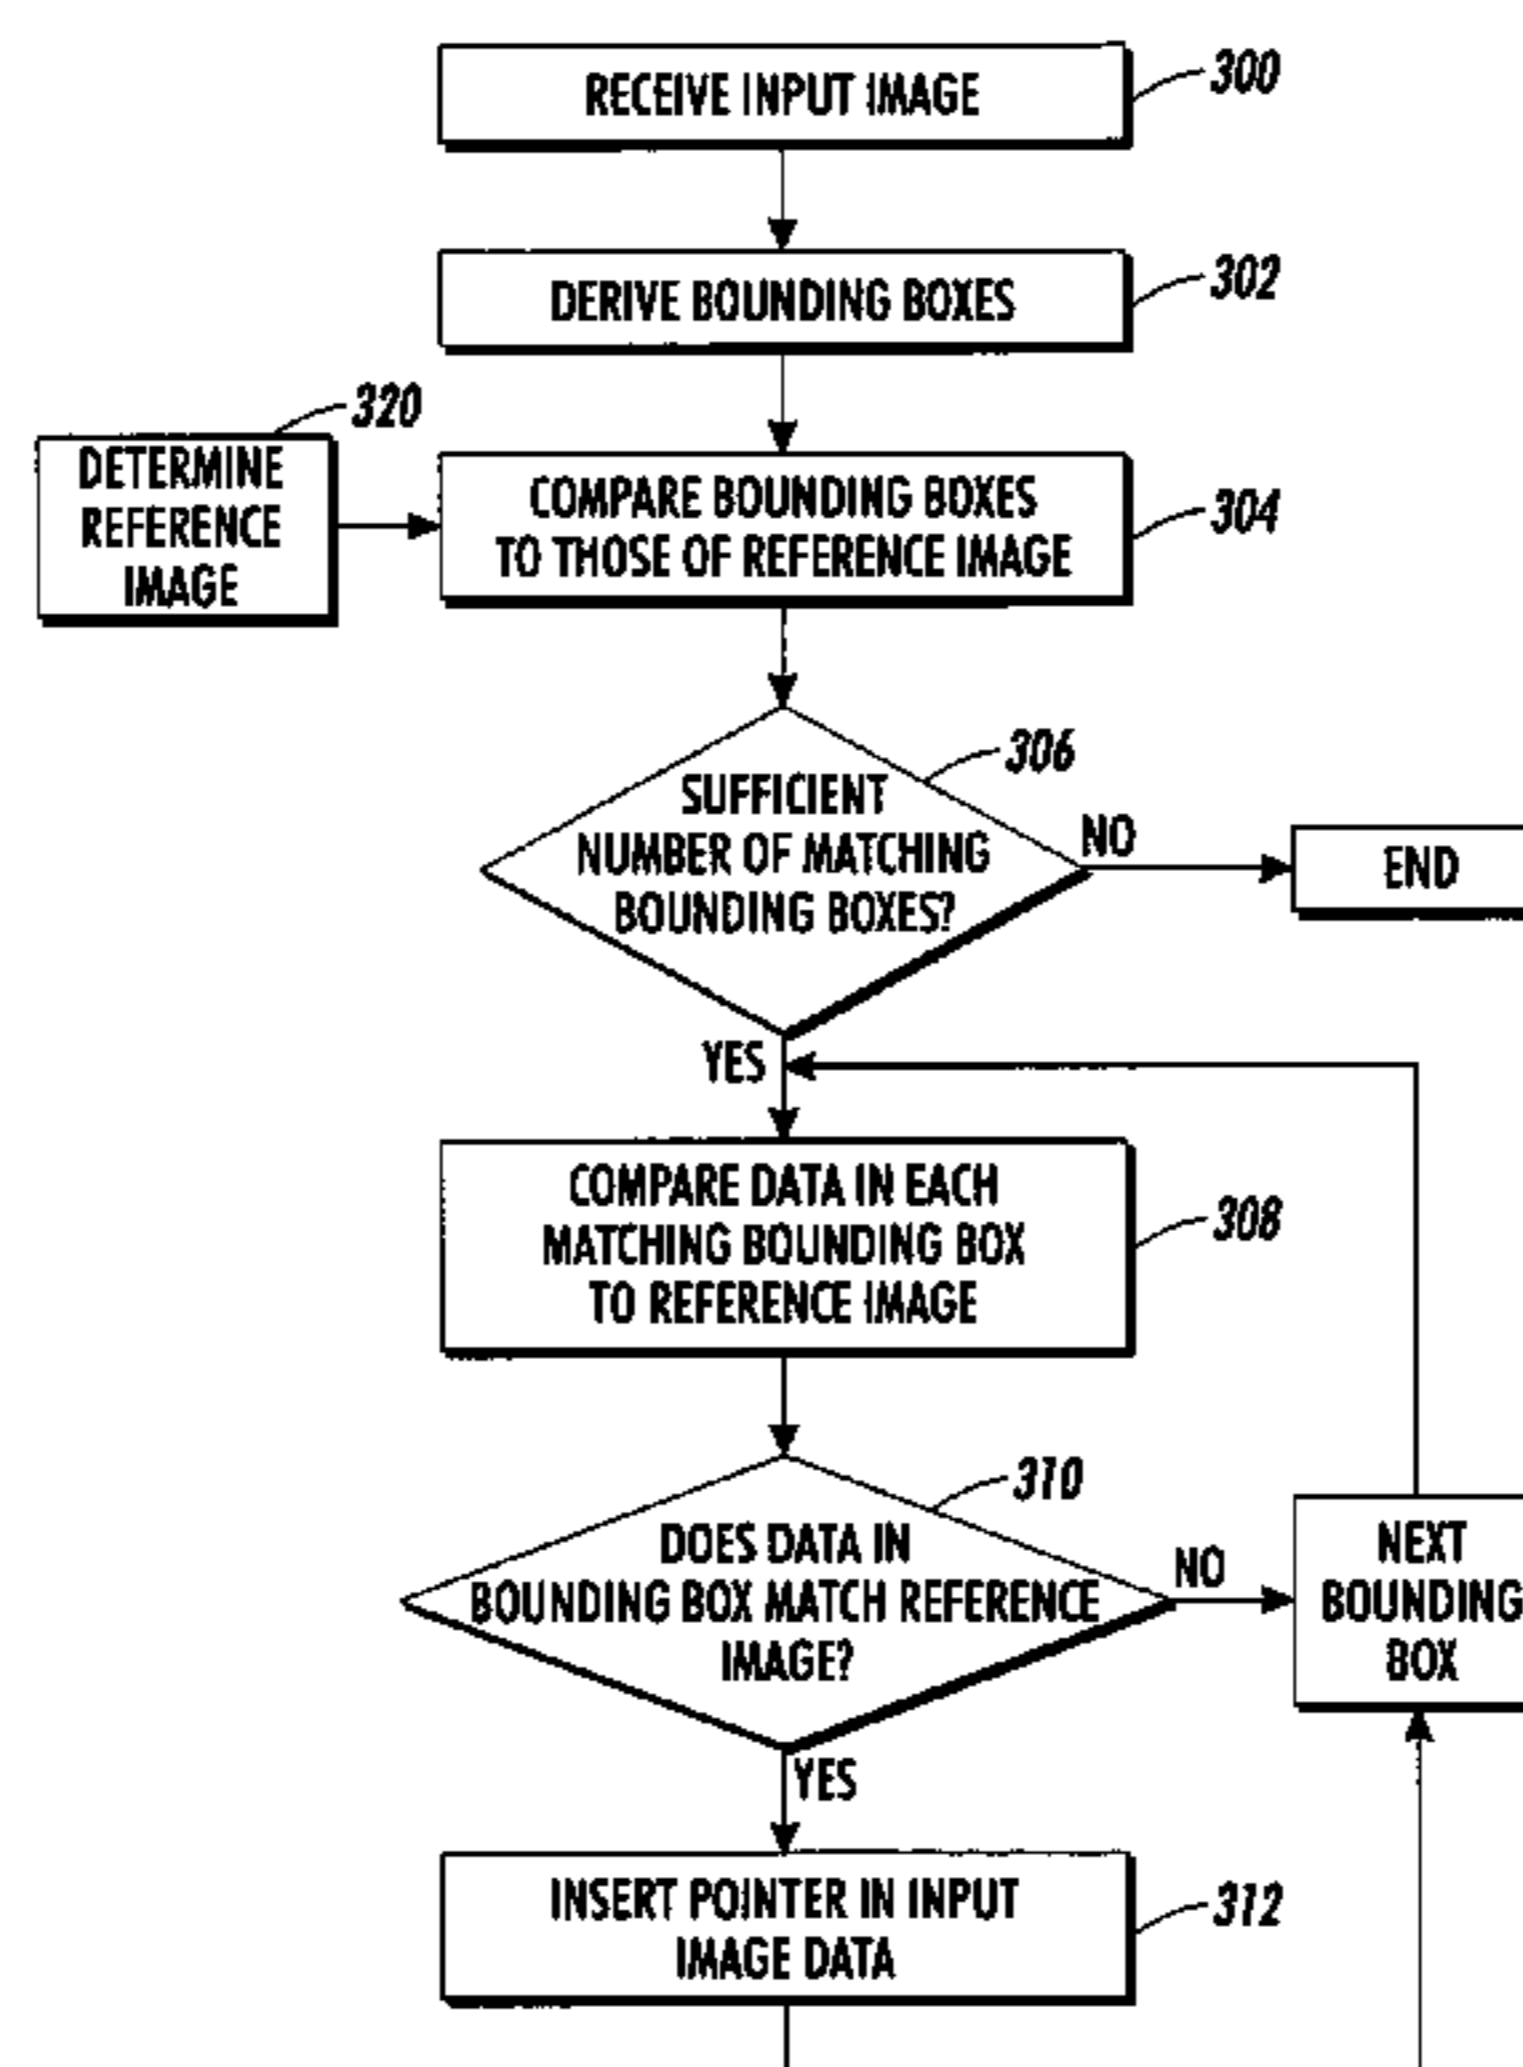 RECEIVE INPUT IMAGE
300
DERIVE BOUNDING BOXES
302
320
DETERMINE
REFERENCE
IMAGE
COMPARE BOUNDING BOXES
TO THOSE OF REFERENCE IMAGE
304
306
SUFFICIENT
NUMBER OF MATCHING
BOUNDING BOXES?
NO
END
YES
COMPARE DATA IN EACH
MATCHING BOUNDING BOX
TO REFERENCE IMAGE
308
310
DOES DATA IN
BOUNDING BOX MATCH REFERENCE
IMAGE?
NO
NEXT
BOUNDING
BOX
YES
INSERT POINTER IN INPUT
IMAGE DATA
312